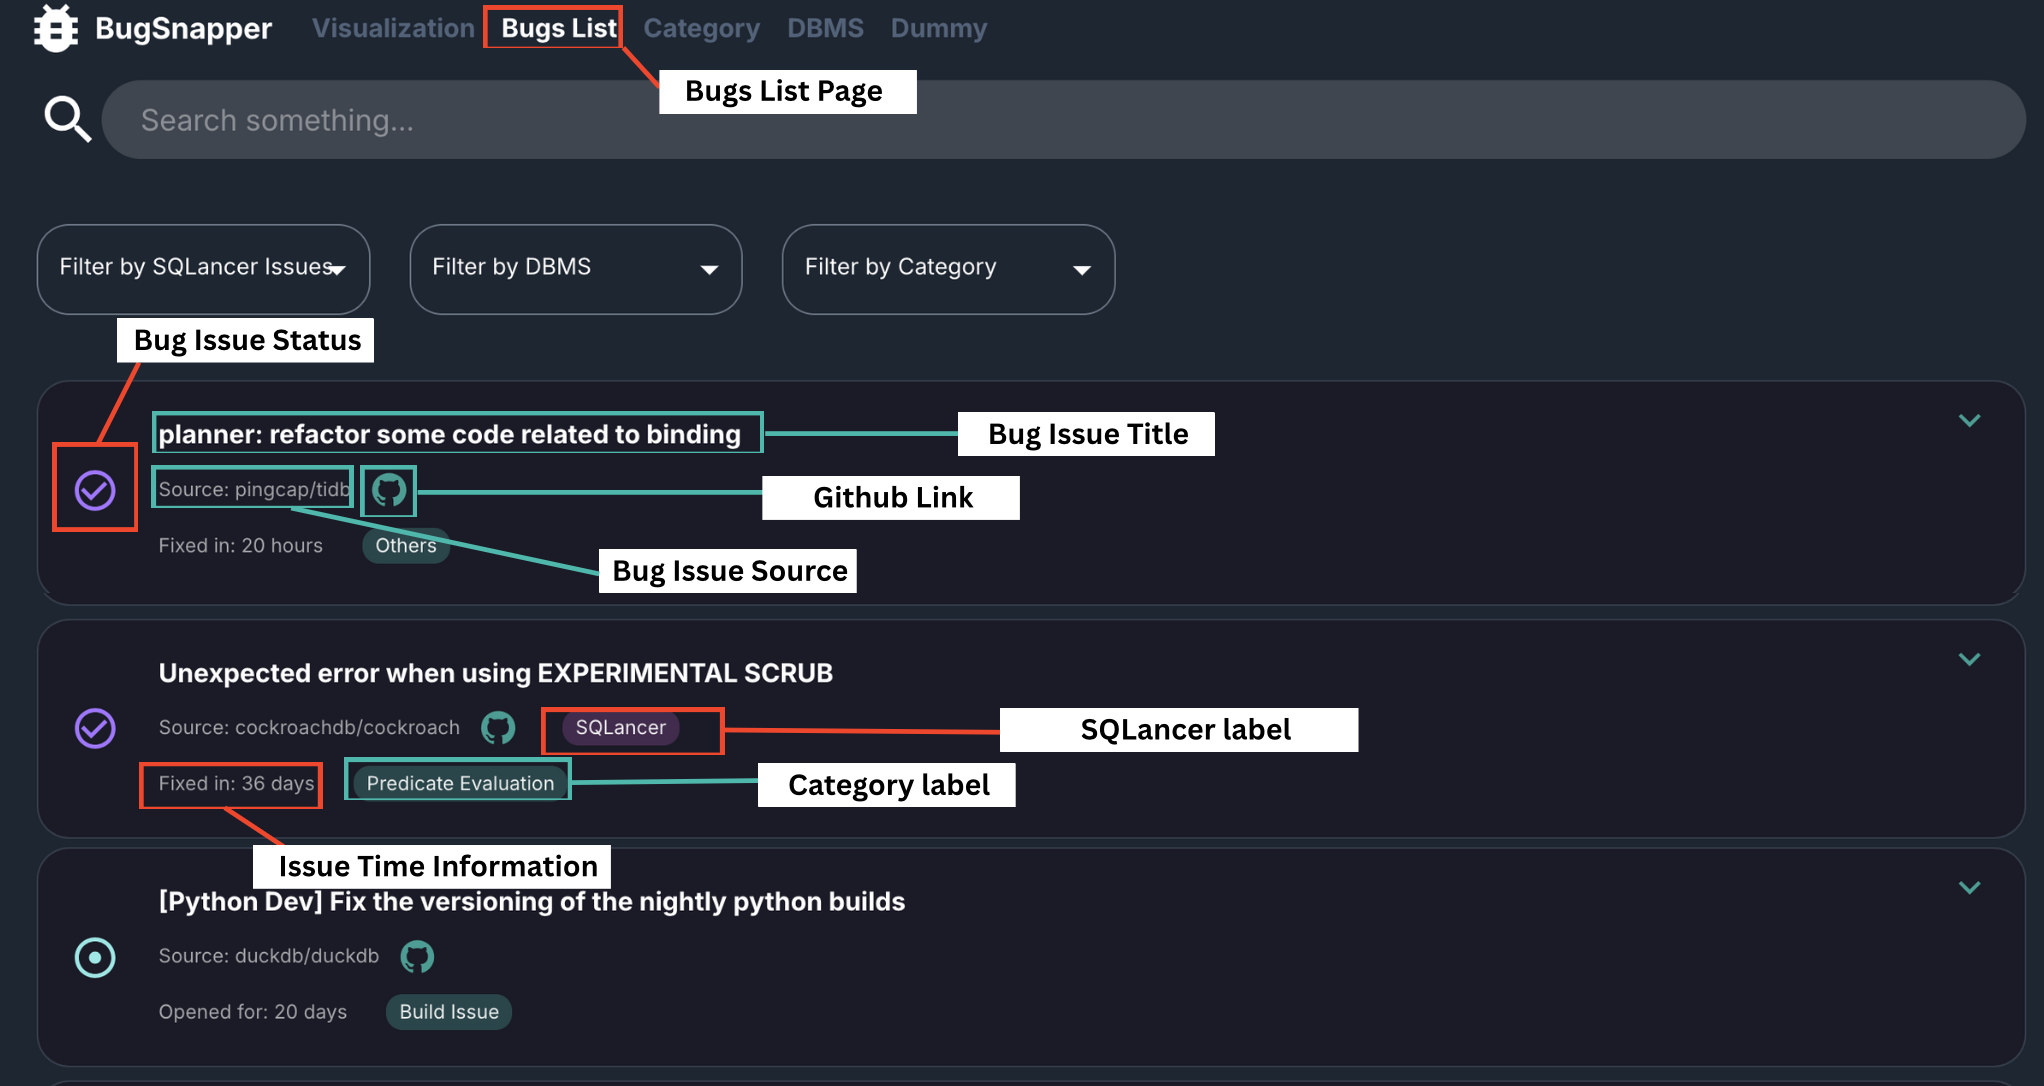 BugSnapper Visualization Bugs List Category DBMS Dummy
Bugs List Page
Search something...
Filter by SQLancer Issues Filter by DBMS Filter by Category
Bug Issue Status
planner: refactor some code related to binding Bug Issue Title
Source: pingcap/tidb Github Link
Fixed in: 20 hours Others
Bug Issue Source
Unexpected error when using EXPERIMENTAL SCRUB
Source: cockroachdb/cockroach SQLancer SQLancer label
Fixed in: 36 days Predicate Evaluation Category label
Issue Time Information
[Python Dev] Fix the versioning of the nightly python builds
Source: duckdb/duckdb
Opened for: 20 days Build Issue